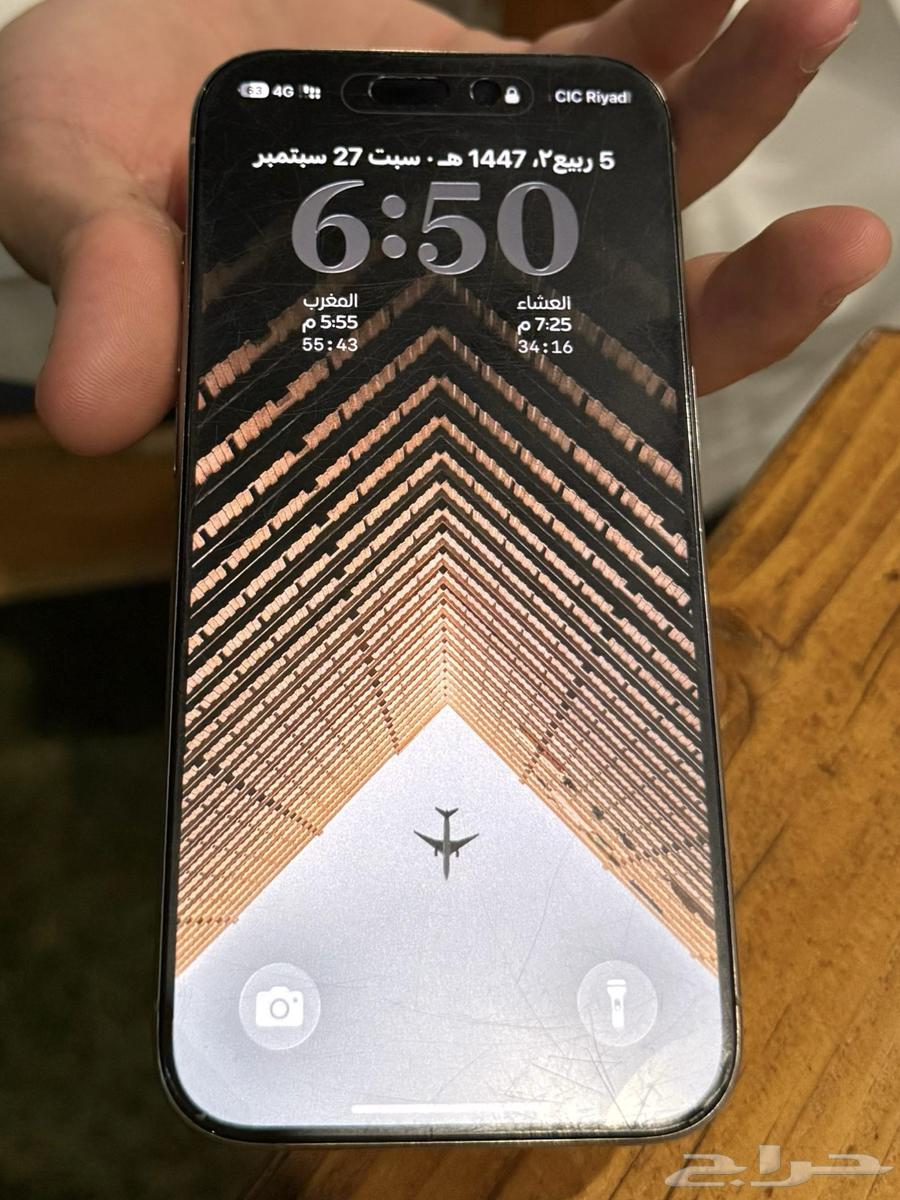 CIC Riyad 4G 63
5 ربيع٢، 1447 هـ · سبت 27 سبتمبر
6:50
العشاء المغرب
7:25 م 5:55 م
34:16 55:43
حراج